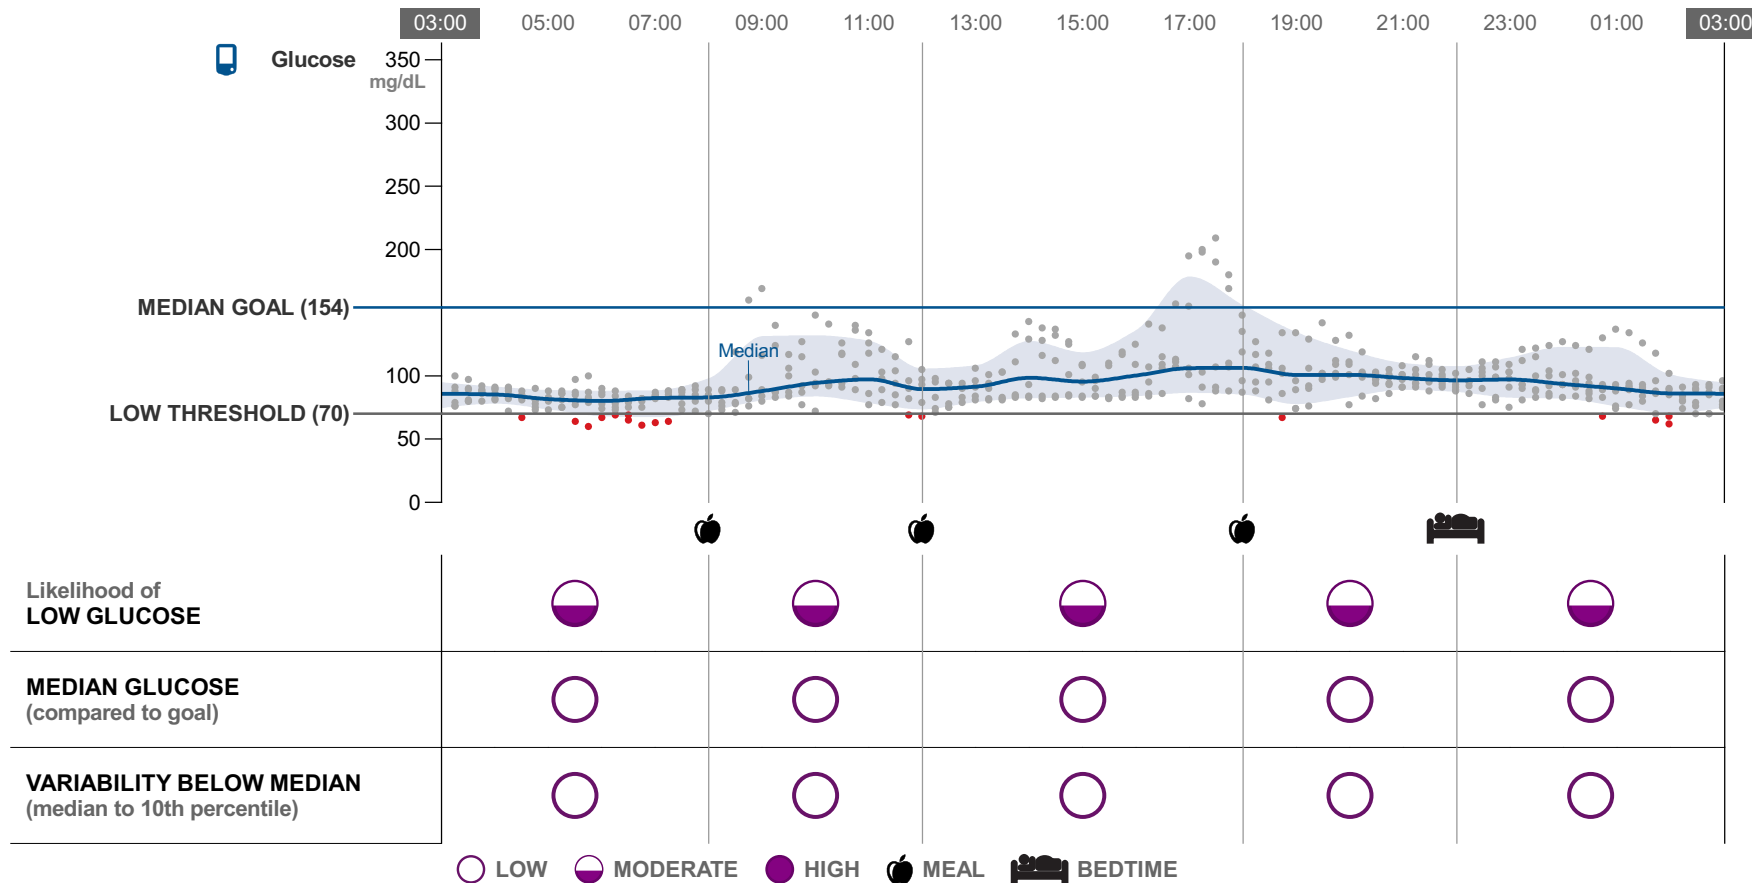 03:00 05:00 07:00 09:00 11:00 13:00 15:00 17:00 19:00 21:00 23:00 01:00 03:00
Glucose 350
mg/dL
300
250
200
MEDIAN GOAL (154)
Median
100
LOW THRESHOLD (70)
50
0
Likelihood of
LOW GLUCOSE
MEDIAN GLUCOSE
(compared to goal)
VARIABILITY BELOW MEDIAN
(median to 10th percentile)
LOW MODERATE HIGH MEAL BEDTIME